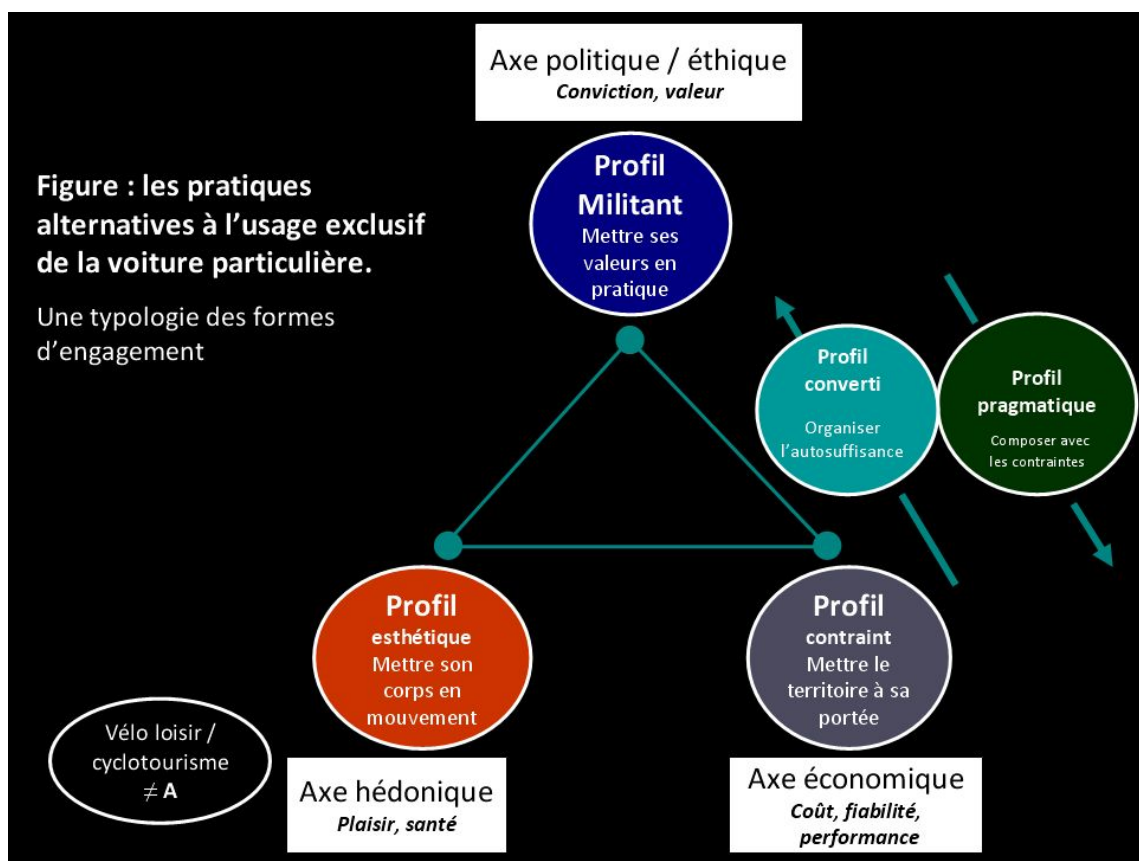 Axe politique / éthique
Conviction, valeur
Figure : les pratiques
alternatives à l’usage exclusif
de la voiture particulière.
Une typologie des formes
d’engagement
Profil
Militant
Mettre ses
valeurs en
pratique
Profil
converti
Organiser
l’autosuffisance
Profil
pragmatique
Composer avec
les contraintes
Profil
esthétique
Mettre son
corps en
mouvement
Profil
contraint
Mettre le
territoire à sa
portée
Vélo loisir /
cyclotourisme
≠ A
Axe hédonique
Plaisir, santé
Axe économique
Coût, fiabilité,
performance